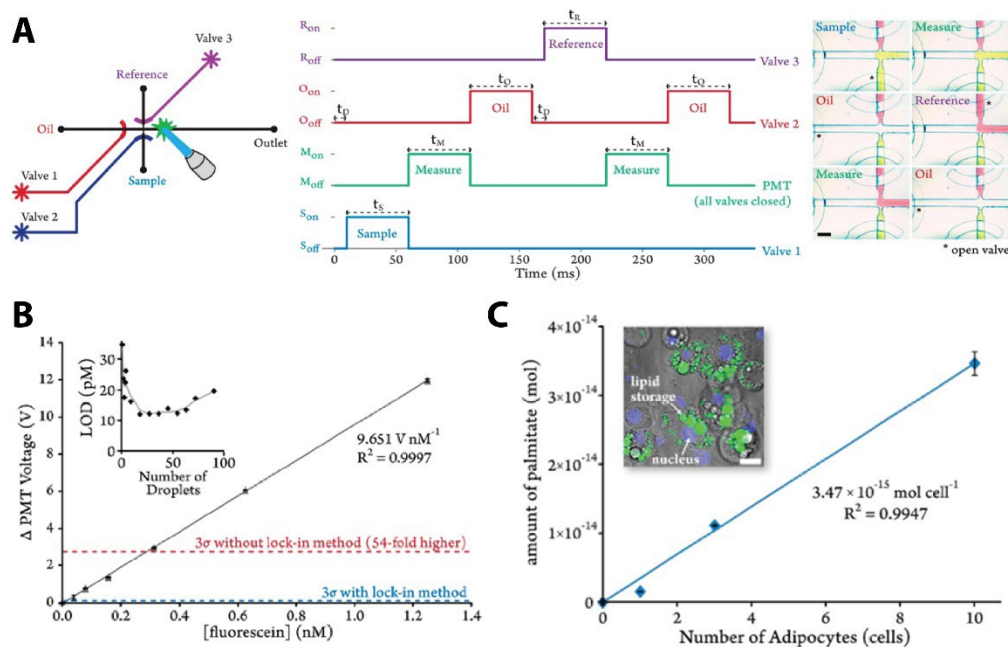 A
Valve 3
Reference
Oil
Outlet
Valve 1
Sample
Valve 2
R_on
R_off
t_R
Reference
Valve 3
O_on
O_off
t_D
t_O
Oil
t_D
t_O
Oil
Valve 2
M_on
M_off
t_M
Measure
t_M
Measure
PMT
(all valves closed)
S_on
S_off
t_S
Sample
Valve 1
0 50 100 150 200 250 300
Time (ms)
Sample
Measure
*
Oil
Reference
*
*
Measure
Oil
*
* open valve
B
Δ PMT Voltage (V)
14
12
10
8
6
4
2
0
LOD (pM)
35
30
20
10
0
0 50 100
Number of
Droplets
9.651 V nM⁻¹
R² = 0.9997
3σ without lock-in method (54-fold higher)
3σ with lock-in method
0.0 0.2 0.4 0.6 0.8 1.0 1.2 1.4
[fluorescein] (nM)
C
amount of palmitate (mol)
4×10⁻¹⁴
3×10⁻¹⁴
2×10⁻¹⁴
1×10⁻¹⁴
0×10⁻¹⁴
lipid
storage
nucleus
3.47 × 10⁻¹⁵ mol cell⁻¹
R² = 0.9947
0 2 4 6 8 10
Number of Adipocytes (cells)